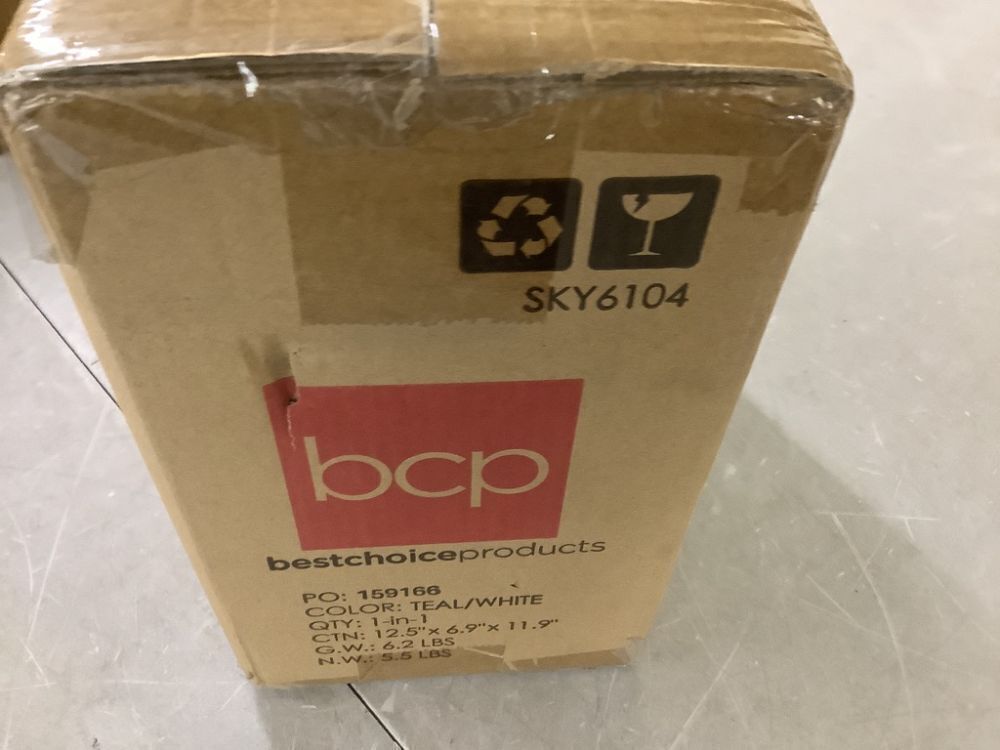 SKY6104
bcp
bestchoiceproducts
PO: 159166
COLOR: TEAL/WHITE
QTY: 1-in-1
CTN: 12.5"x 6.9"x 11.9"
G.W.: 6.2 LBS
N.W.: 5.5 LBS